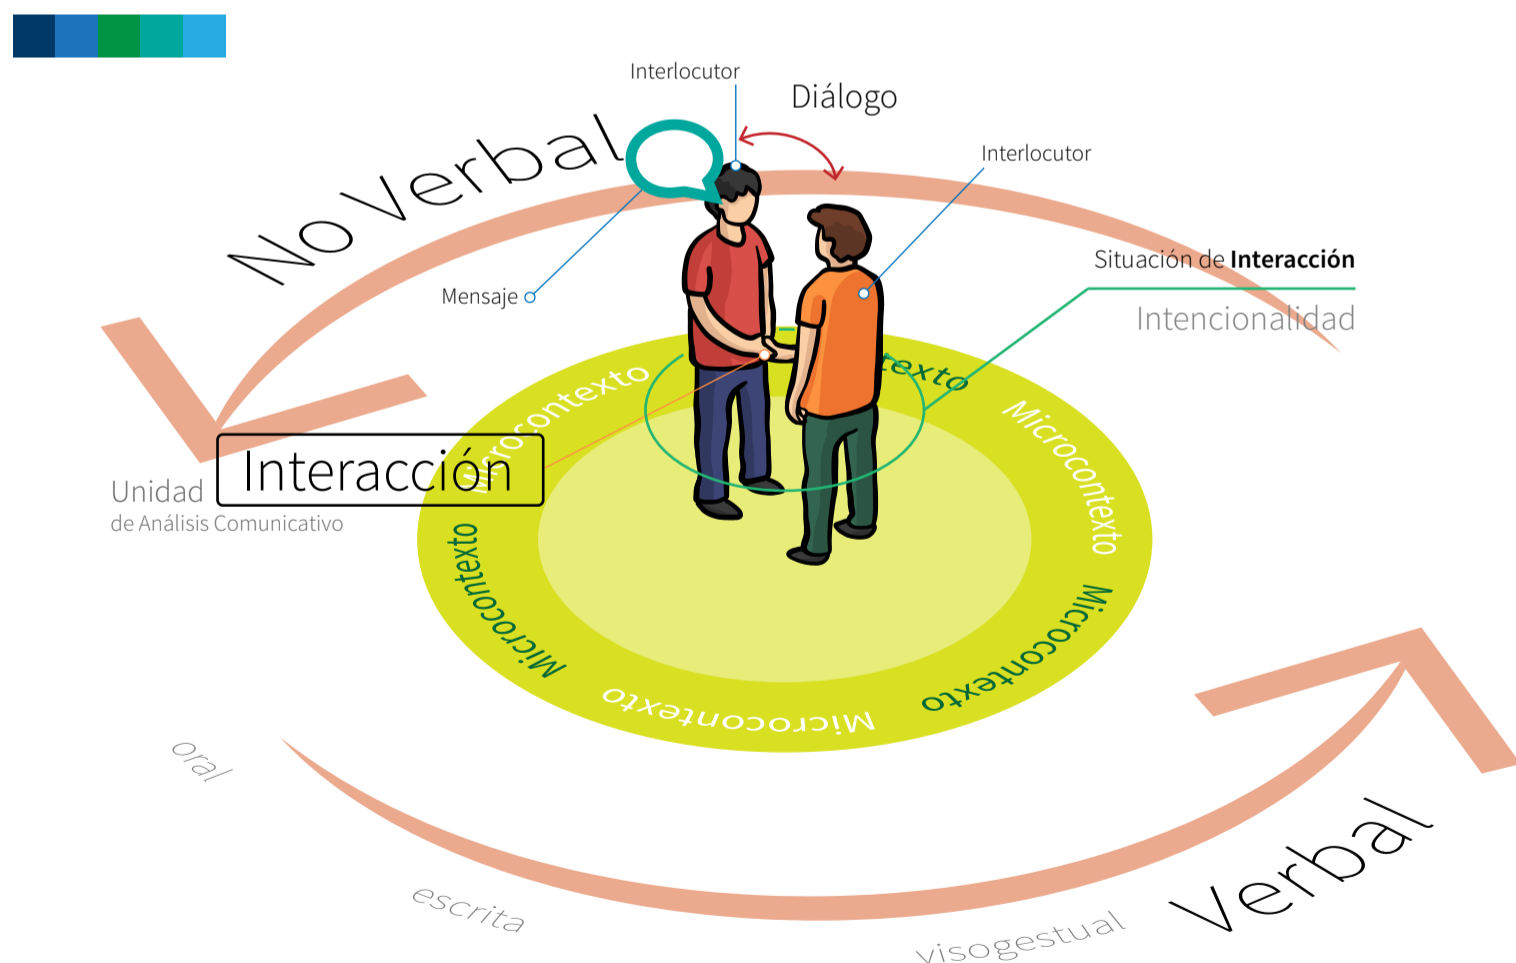 Interlocutor
Diálogo
No Verbal
Interlocutor
Situación de Interacción
Mensaje
Intencionalidad
Microcontexto
texto
Microcontexto
Interacción
Unidad
de Análisis Comunicativo
Microcontexto
Microcontexto
Microcontexto
oral
escrita
visogestual
Verbal